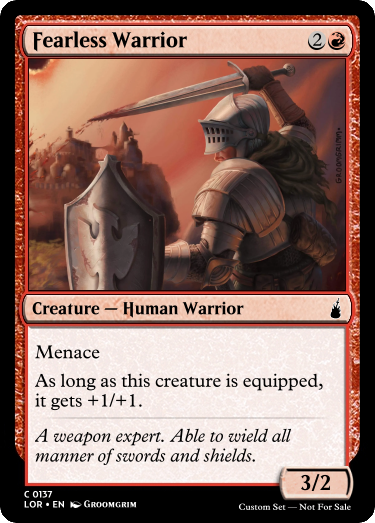 Fearless Warrior 2
GROOMGRIM
Creature — Human Warrior
Menace
As long as this creature is equipped,
it gets +1/+1.
A weapon expert. Able to wield all
manner of swords and shields.
3/2
C 0137
LOR • EN GROOMGRIM
Custom Set — Not For Sale